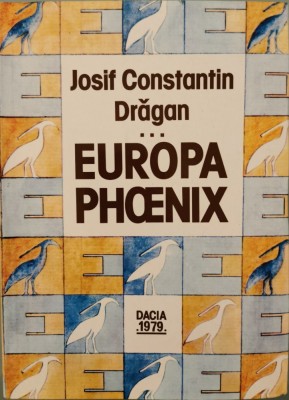 Josif Constantin
Drăgan
...
EUROPA
PHŒNIX
DACIA
.1979.